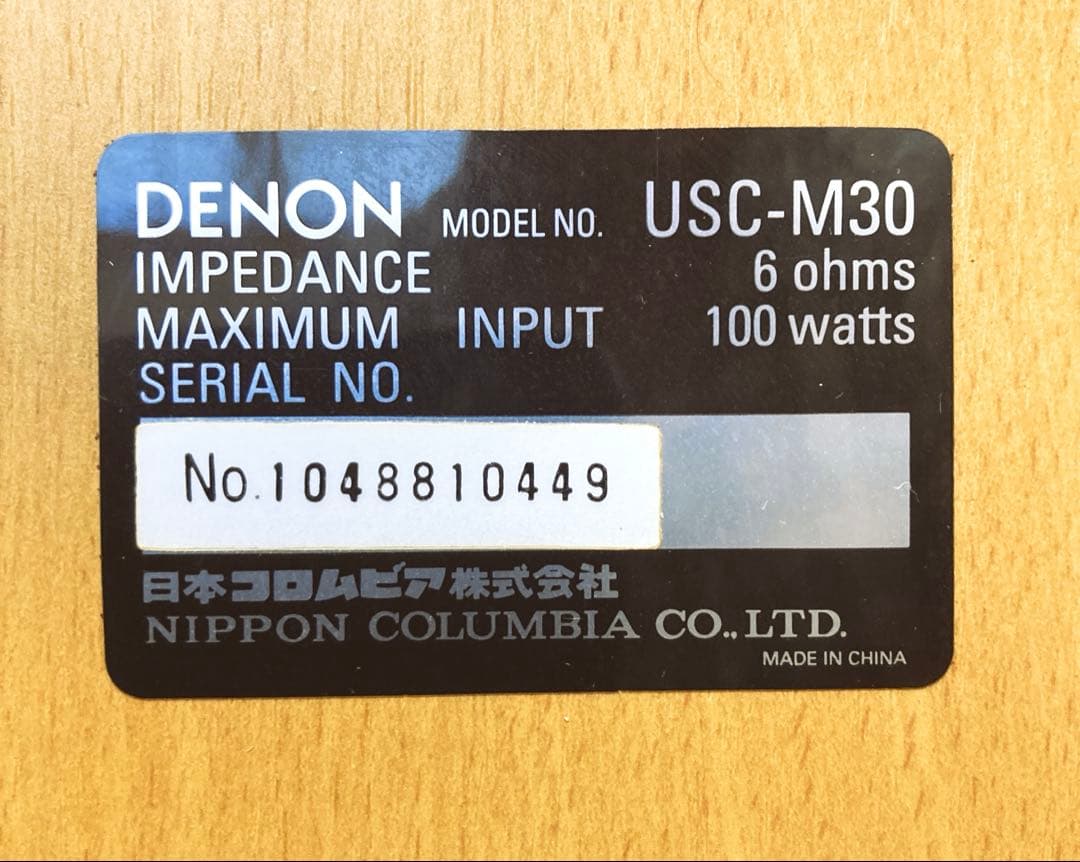 DENON MODEL NO. USC-M30
IMPEDANCE 6 ohms
MAXIMUM INPUT 100 watts
SERIAL NO.
No.1048810449
日本コロムビア株式会社
NIPPON COLUMBIA CO.,LTD.
MADE IN CHINA